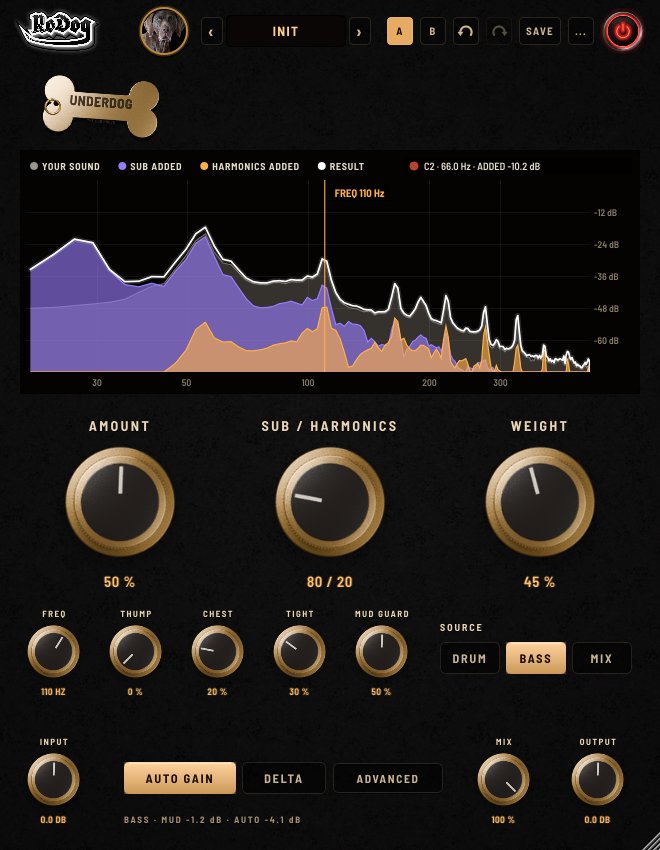 RoDog
‹ INIT › A B SAVE ...
UNDERDOG
YOUR SOUND SUB ADDED HARMONICS ADDED RESULT C2 · 66.0 Hz · ADDED -10.2 dB
FREQ 110 Hz
-12 dB
-24 dB
-36 dB
-48 dB
-60 dB
30 50 100 200 300
AMOUNT SUB / HARMONICS WEIGHT
50 % 80 / 20 45 %
FREQ THUMP CHEST TIGHT MUD GUARD
SOURCE
DRUM BASS MIX
110 HZ 0 % 20 % 30 % 50 %
INPUT MIX OUTPUT
AUTO GAIN DELTA ADVANCED
0.0 DB 100 % 0.0 DB
BASS · MUD -1.2 dB · AUTO -4.1 dB